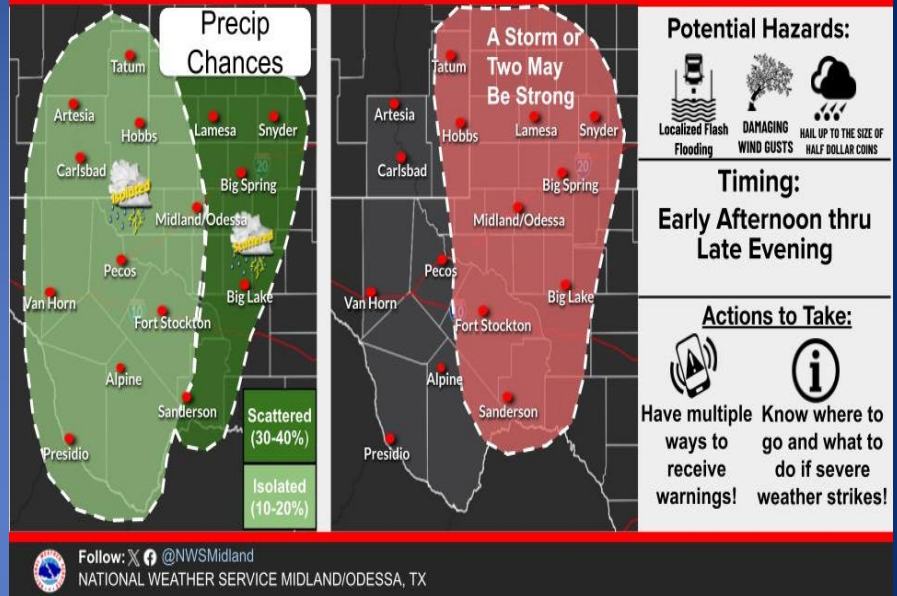 Precip
Chances
Tatum
Artesia
Hobbs
Lamesa
Snyder
Carlsbad
Isolated
20
Big Spring
Midland/Odessa
Scattered
Pecos
Van Horn
Big Lake
Fort Stockton
Alpine
Sanderson
Presidio
Scattered
(30-40%)
Isolated
(10-20%)
A Storm or
Two May
Be Strong
Tatum
Artesia
Hobbs
Lamesa
Snyder
Carlsbad
20
Big Spring
Midland/Odessa
Pecos
Van Horn
Big Lake
Fort Stockton
Alpine
Sanderson
Presidio
Potential Hazards:
Localized Flash
Flooding
DAMAGING
WIND GUSTS
HAIL UP TO THE SIZE OF
HALF DOLLAR COINS
Timing:
Early Afternoon thru
Late Evening
Actions to Take:
Have multiple
ways to
receive
warnings!
Know where to
go and what to
do if severe
weather strikes!
Follow: @NWSMidland
NATIONAL WEATHER SERVICE MIDLAND/ODESSA, TX